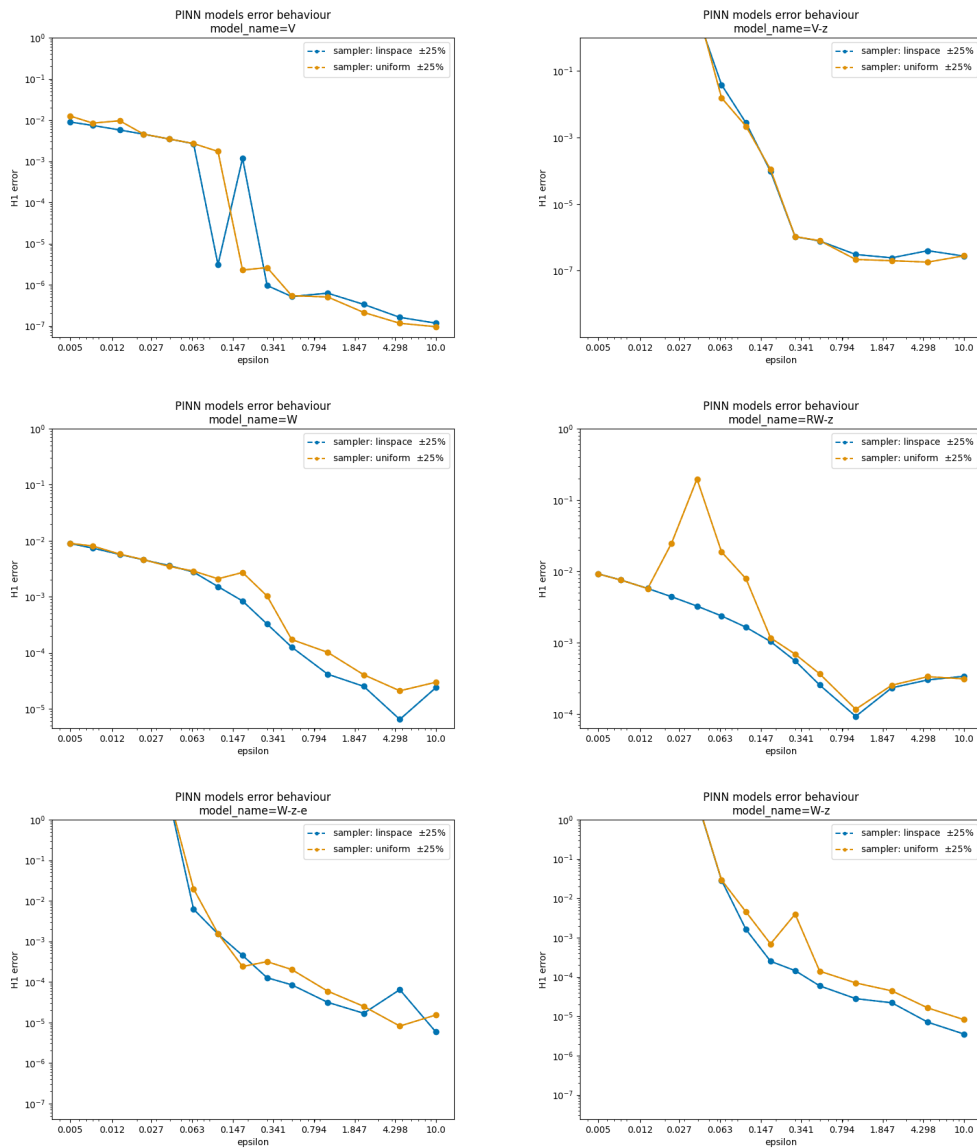 PINN models error behaviour
model_name=V
10⁰
10⁻¹
10⁻²
10⁻³
10⁻⁴
10⁻⁵
10⁻⁶
10⁻⁷
H1 error
sampler: linspace ±25%
sampler: uniform ±25%
0.005 0.012 0.027 0.063 0.147 0.341 0.794 1.847 4.298 10.0
epsilon
PINN models error behaviour
model_name=V-z
10⁻¹
10⁻³
10⁻⁵
10⁻⁷
H1 error
sampler: linspace ±25%
sampler: uniform ±25%
0.005 0.012 0.027 0.063 0.147 0.341 0.794 1.847 4.298 10.0
epsilon
PINN models error behaviour
model_name=W
10⁰
10⁻¹
10⁻²
10⁻³
10⁻⁴
10⁻⁵
H1 error
sampler: linspace ±25%
sampler: uniform ±25%
0.005 0.012 0.027 0.063 0.147 0.341 0.794 1.847 4.298 10.0
epsilon
PINN models error behaviour
model_name=RW-z
10⁰
10⁻¹
10⁻²
10⁻³
10⁻⁴
H1 error
sampler: linspace ±25%
sampler: uniform ±25%
0.005 0.012 0.027 0.063 0.147 0.341 0.794 1.847 4.298 10.0
epsilon
PINN models error behaviour
model_name=W-z-e
10⁰
10⁻¹
10⁻²
10⁻³
10⁻⁴
10⁻⁵
10⁻⁶
10⁻⁷
H1 error
sampler: linspace ±25%
sampler: uniform ±25%
0.005 0.012 0.027 0.063 0.147 0.341 0.794 1.847 4.298 10.0
epsilon
PINN models error behaviour
model_name=W-z
10⁰
10⁻¹
10⁻²
10⁻³
10⁻⁴
10⁻⁵
10⁻⁶
10⁻⁷
H1 error
sampler: linspace ±25%
sampler: uniform ±25%
0.005 0.012 0.027 0.063 0.147 0.341 0.794 1.847 4.298 10.0
epsilon